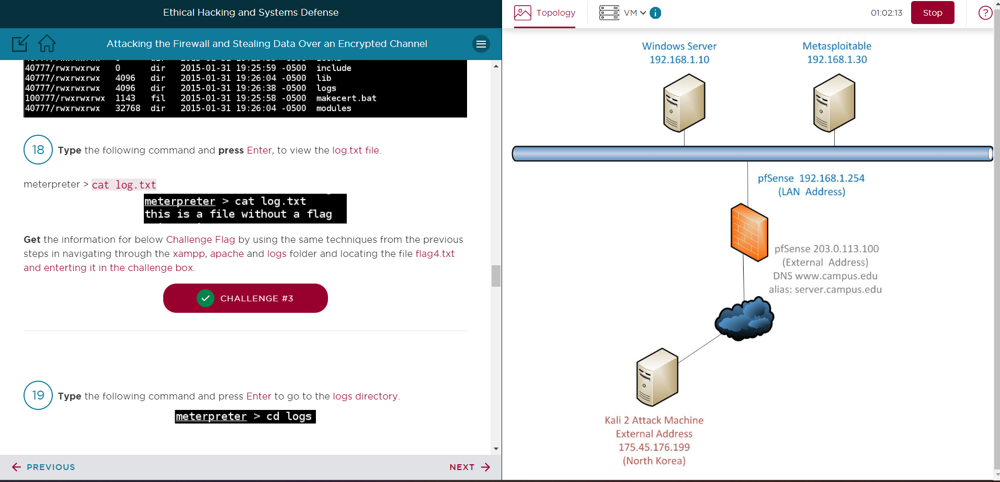 Ethical Hacking and Systems Defense
Attacking the Firewall and Stealing Data Over an Encrypted Channel
40777/rwxrwxrwx 0 dir 2015-01-31 19:25:59 -0500 include
40777/rwxrwxrwx 4096 dir 2015-01-31 19:26:04 -0500 lib
40777/rwxrwxrwx 4096 dir 2015-01-31 19:26:38 -0500 logs
100777/rwxrwxrwx 1143 fil 2015-01-31 19:25:58 -0500 makecert.bat
40777/rwxrwxrwx 32768 dir 2015-01-31 19:26:04 -0500 modules
18 Type the following command and press Enter, to view the log.txt file.
meterpreter > cat log.txt
meterpreter > cat log.txt
this is a file without a flag
Get the information for below Challenge Flag by using the same techniques from the previous
steps in navigating through the xampp, apache and logs folder and locating the file flag4.txt
and enterting it in the challenge box.
CHALLENGE #3
19 Type the following command and press Enter to go to the logs directory.
meterpreter > cd logs
PREVIOUS
NEXT
Topology
VM
i
01:02:13
Stop
?
Windows Server
192.168.1.10
Metasploitable
192.168.1.30
pfSense 192.168.1.254
(LAN Address)
pfSense 203.0.113.100
(External Address)
DNS www.campus.edu
alias: server.campus.edu
Kali 2 Attack Machine
External Address
175.45.176.199
(North Korea)